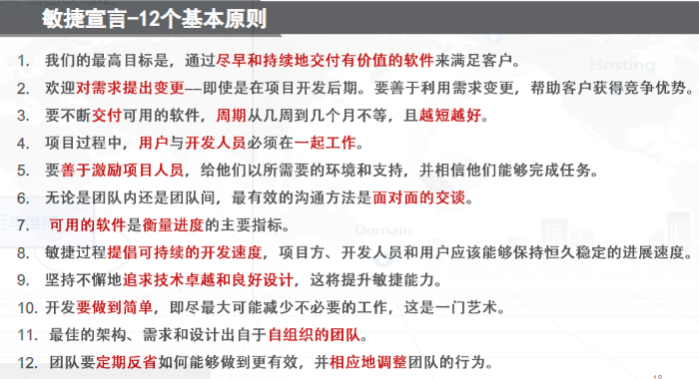 敏捷宣言-12个基本原则
1. 我们的最高目标是，通过尽早和持续地交付有价值的软件来满足客户。
Hosting
2. 欢迎对需求提出变更——即使是在项目开发后期。要善于利用需求变更，帮助客户获得竞争优势。
3. 要不断交付可用的软件，周期从几周到几个月不等，且越短越好。
4. 项目过程中，用户与开发人员必须在一起工作。
5. 要善于激励项目人员，给他们以所需要的环境和支持，并相信他们能够完成任务。
6. 无论是团队内还是团队间，最有效的沟通方法是面对面的交谈。
7. 可用的软件是衡量进度的主要指标。
Domain
8. 敏捷过程提倡可持续的开发速度，项目方、开发人员和用户应该能够保持恒久稳定的进展速度。
9. 坚持不懈地追求技术卓越和良好设计，这将提升敏捷能力。
10. 开发要做到简单，即尽最大可能减少不必要的工作，这是一门艺术。
11. 最佳的架构、需求和设计出自于自组织的团队。
12. 团队要定期反省如何能够做到更有效，并相应地调整团队的行为。